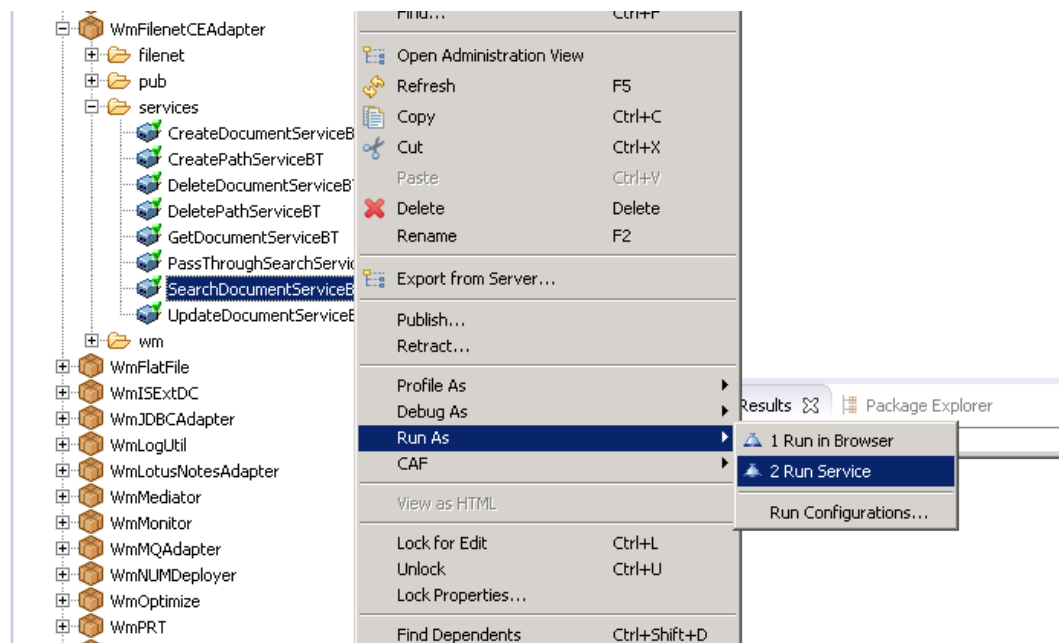 WmFilenetCEAdapter
filenet
pub
services
CreateDocumentServiceB
CreatePathServiceBT
DeleteDocumentServiceB
DeletePathServiceBT
GetDocumentServiceBT
PassThroughSearchServic
SearchDocumentServiceB
UpdateDocumentServiceB
wm
WmFlatFile
WmISExtDC
WmJDBCAdapter
WmLogUtil
WmLotusNotesAdapter
WmMediator
WmMonitor
WmMQAdapter
WmNUMDeployer
WmOptimize
WmPRT
Find... Ctrl+F
Open Administration View
Refresh F5
Copy Ctrl+C
Cut Ctrl+X
Paste Ctrl+V
Delete Delete
Rename F2
Export from Server...
Publish...
Retract...
Profile As
Debug As
Run As
CAF
View as HTML
Lock for Edit Ctrl+L
Unlock Ctrl+U
Lock Properties...
Find Dependents Ctrl+Shift+D
Results Package Explorer
1 Run in Browser
2 Run Service
Run Configurations...